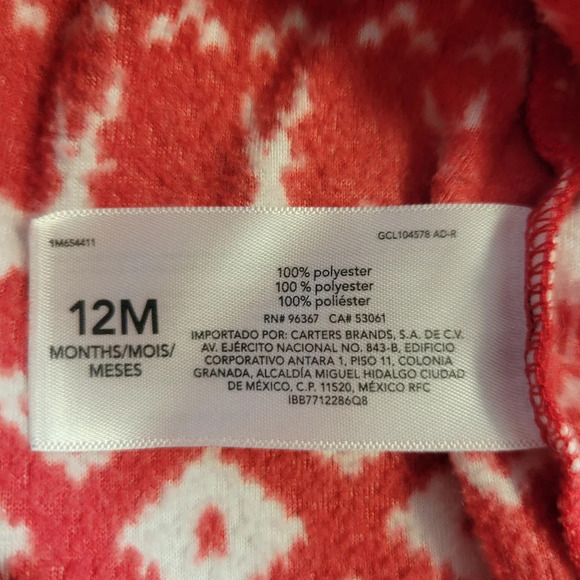 1M654411
GCL104578 AD-R
12M
MONTHS/MOIS/
MESES
100% polyester
100 % polyester
100% poliéster
RN# 96367 CA# 53061
IMPORTADO POR: CARTERS BRANDS, S.A. DE C.V.
AV. EJÉRCITO NACIONAL NO. 843-B, EDIFICIO
CORPORATIVO ANTARA 1, PISO 11, COLONIA
GRANADA, ALCALDÍA MIGUEL HIDALGO CIUDAD
DE MÉXICO, C.P. 11520, MÉXICO RFC
IBB7712286Q8